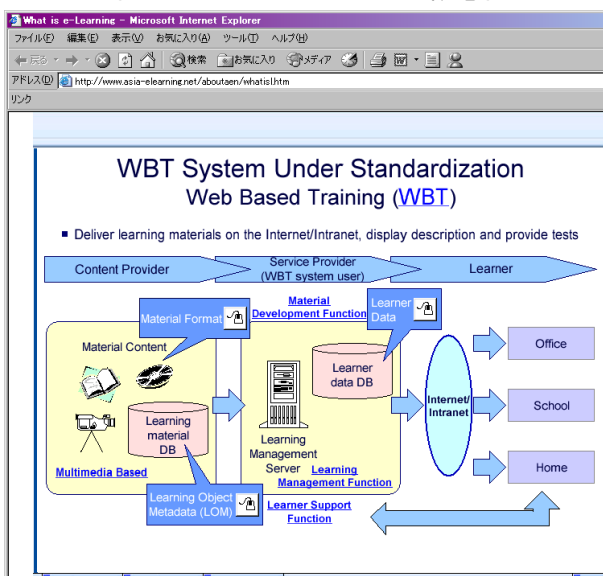 What is e-Learning - Microsoft Internet Explorer
ファイル(F) 編集(E) 表示(V) お気に入り(A) ツール(T) ヘルプ(H)
戻る 検索 お気に入り メディア
アドレス(D) http://www.asia-elearning.net/aboutaen/whatisl.htm
リンク
WBT System Under Standardization
Web Based Training (WBT)
Deliver learning materials on the Internet/Intranet, display description and provide tests
Content Provider
Service Provider
(WBT system user)
Learner
Material
Development Function
Material Format
Learner
Data
Material Content
Learner
data DB
Learning
material
DB
Multimedia Based
Learning
Management
Server
Learning
Management Function
Learning Object
Metadata (LOM)
Learner Support
Function
Internet/
Intranet
Office
School
Home